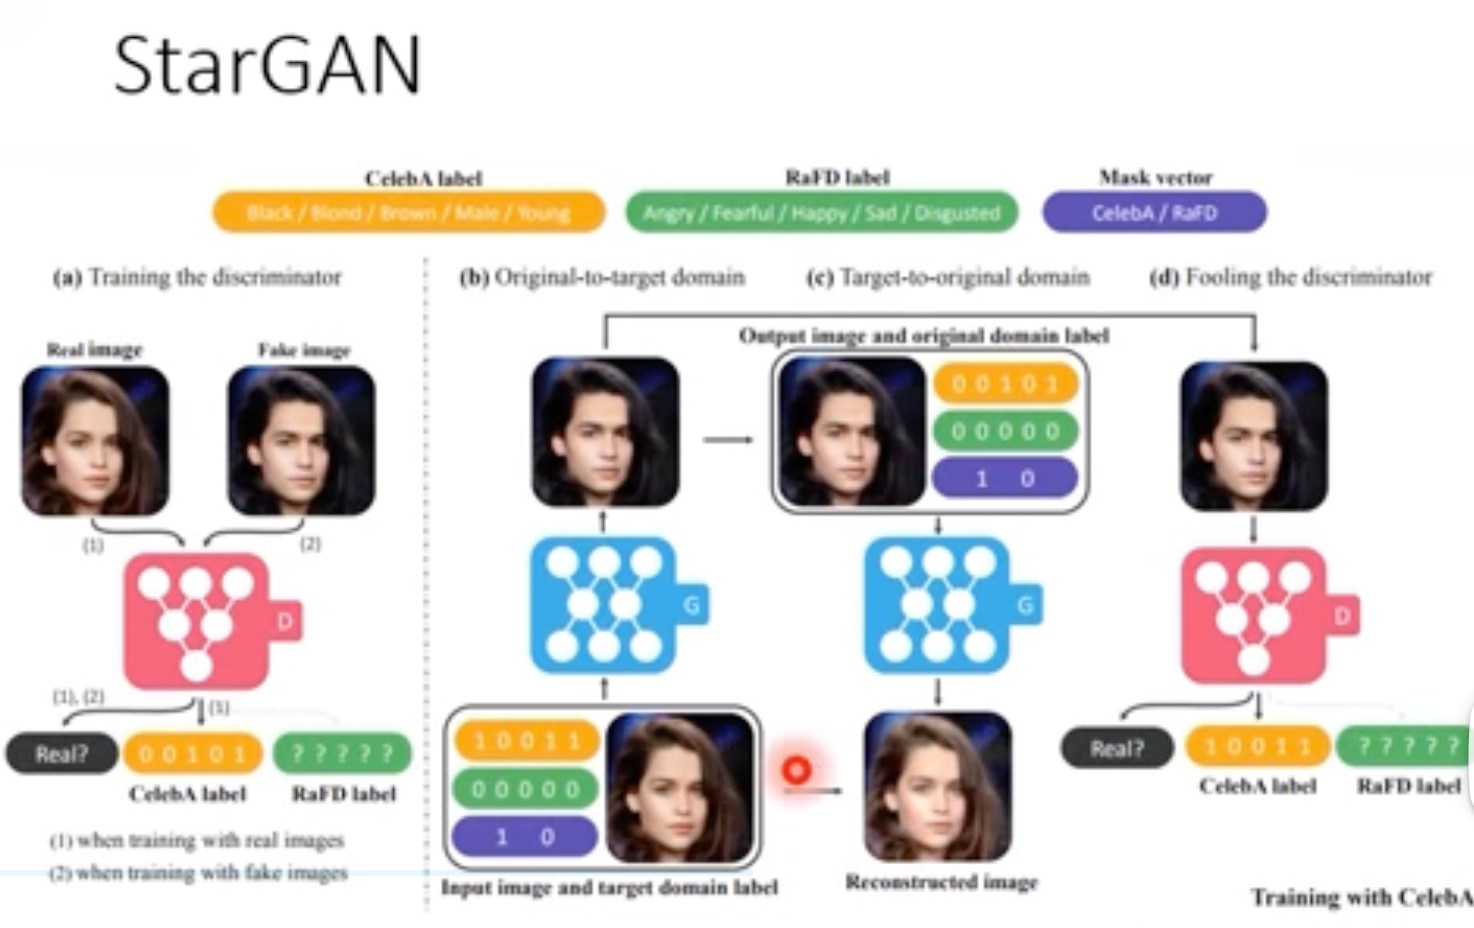 StarGAN
CelebA label
RaFD label
Mask vector
Black / Blond / Brown / Male / Young
Angry / Fearful / Happy / Sad / Disgusted
CelebA / RaFD
(a) Training the discriminator
(b) Original-to-target domain
(c) Target-to-original domain
(d) Fooling the discriminator
Real image
Fake image
(1)
(2)
D
(1), (2)
(1)
Real?
0 0 1 0 1
? ? ? ? ?
CelebA label
RaFD label
(1) when training with real images
(2) when training with fake images
Output image and original domain label
0 0 1 0 1
0 0 0 0 0
1 0
G
G
1 0 0 1 1
0 0 0 0 0
1 0
Input image and target domain label
Reconstructed image
D
Real?
1 0 0 1 1
? ? ? ? ?
CelebA label
RaFD label
Training with CelebA